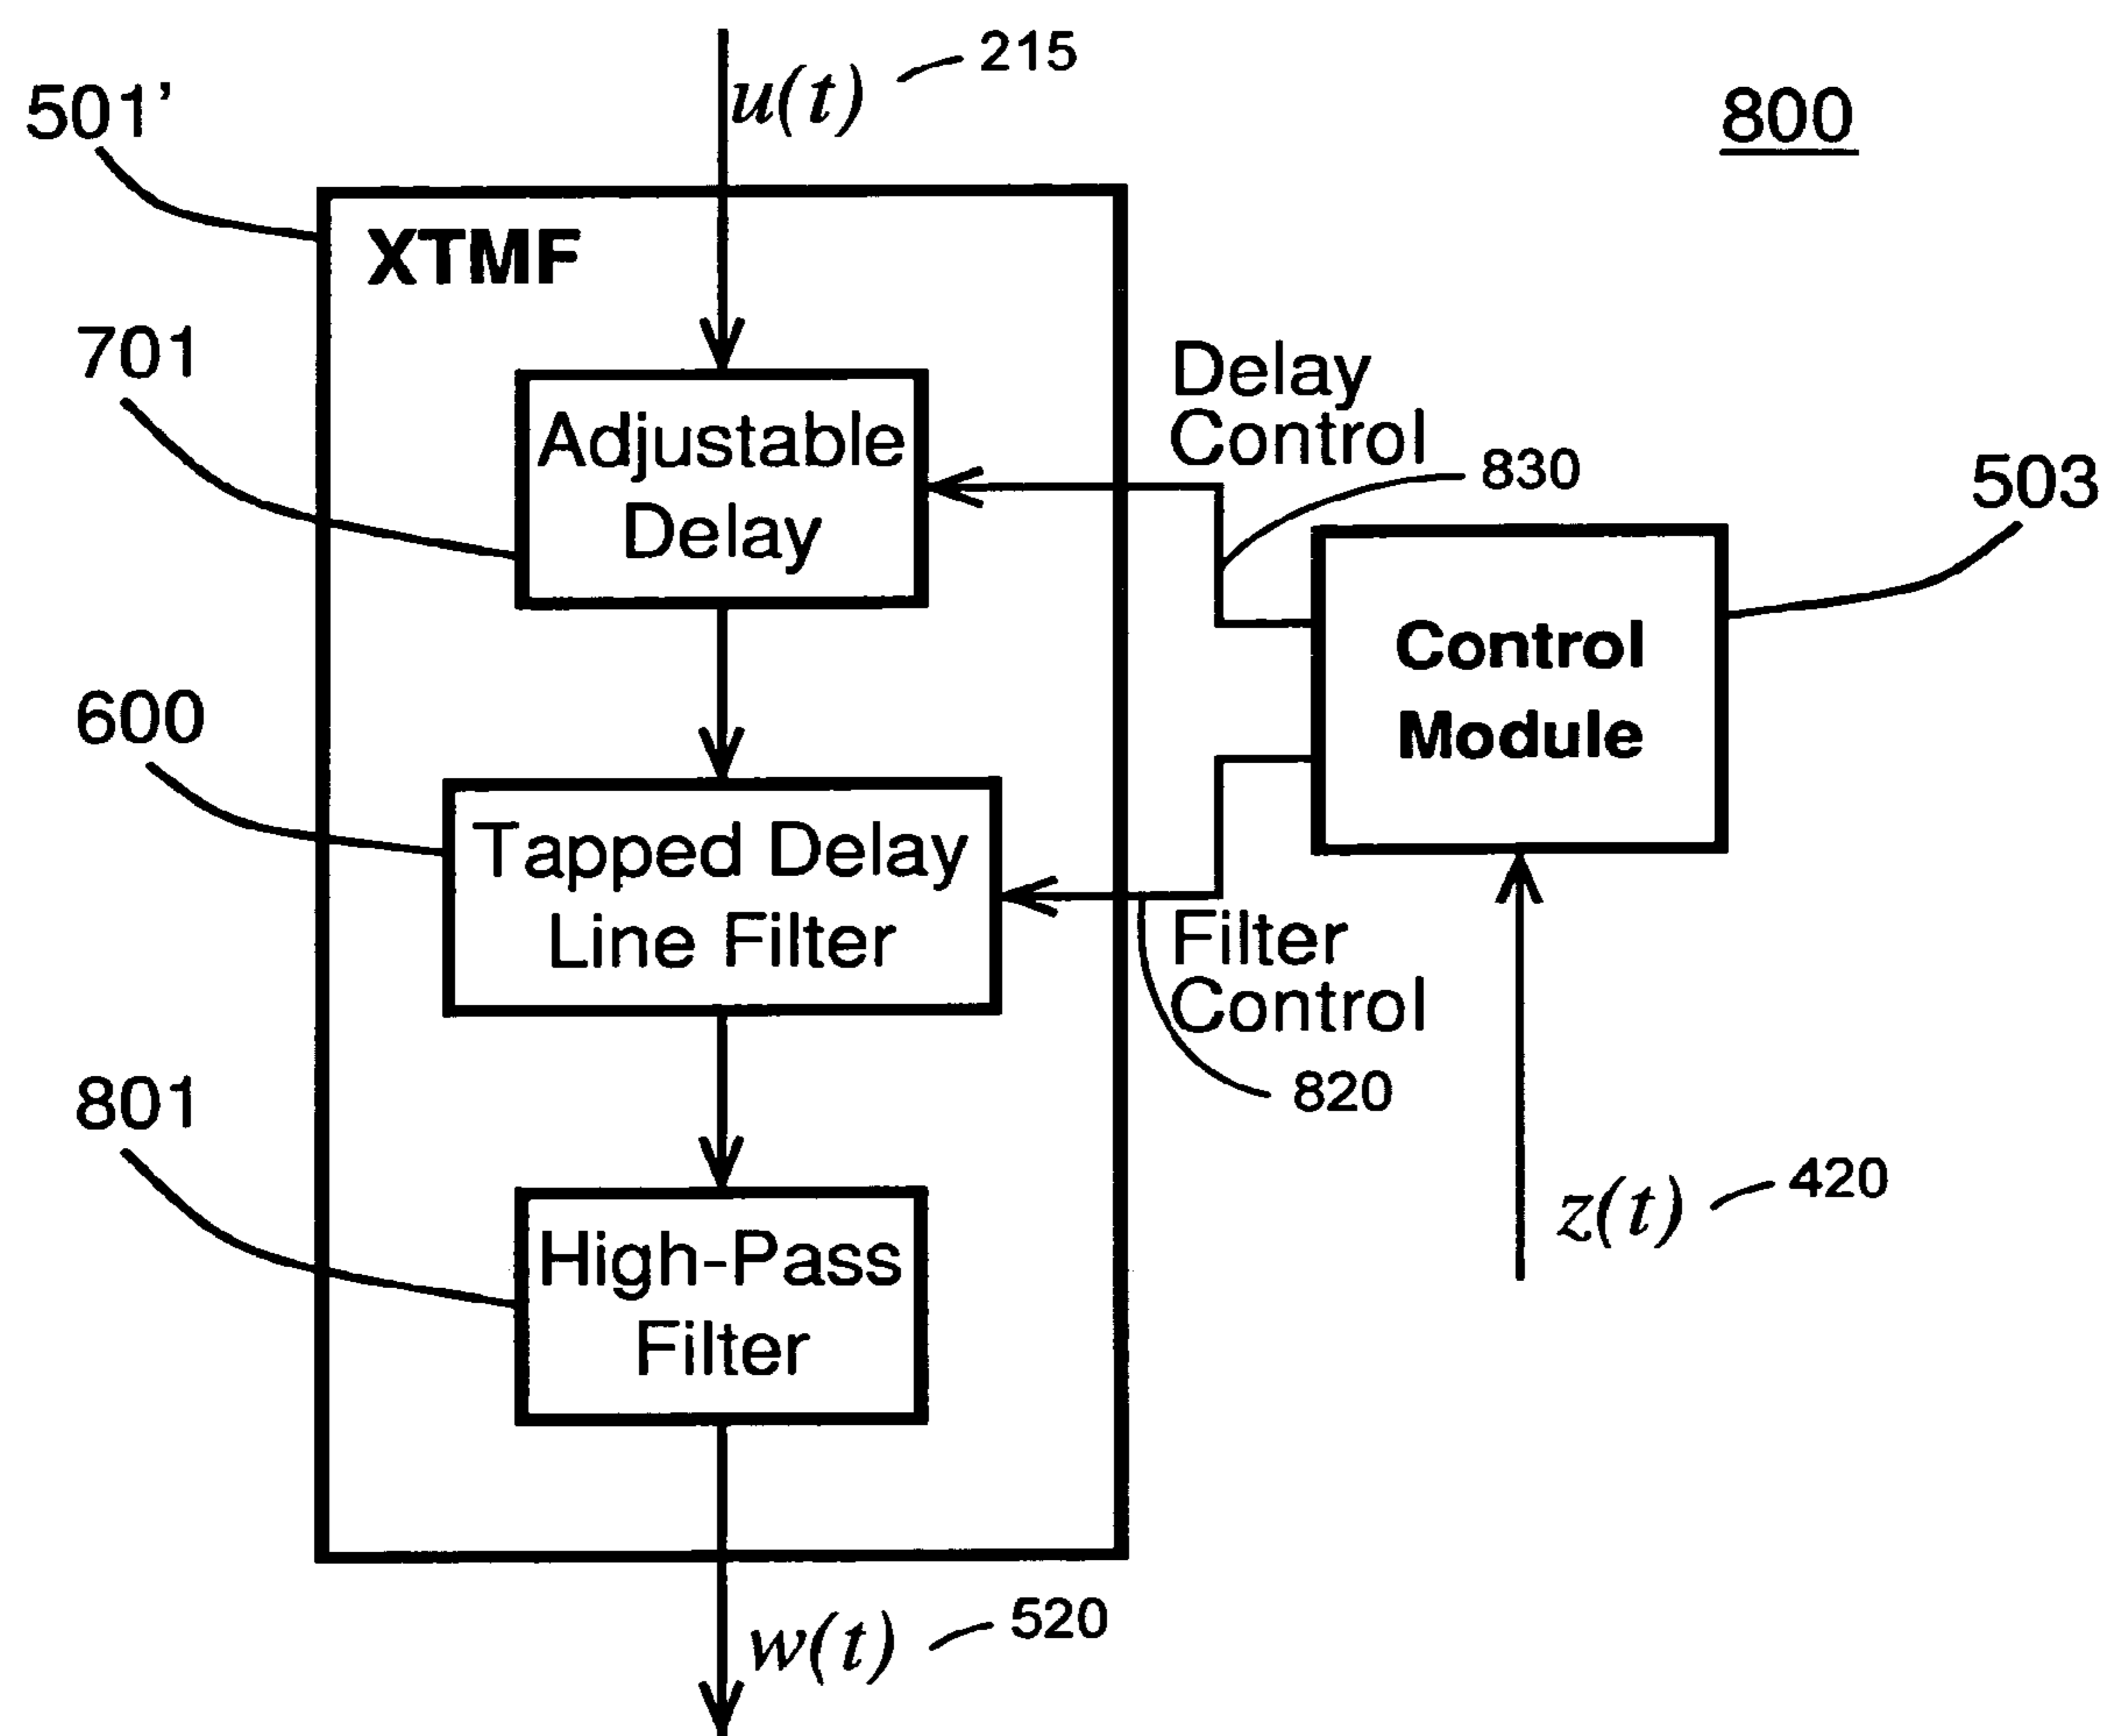 u(t)
215
501’
800
XTMF
701
Delay
Control
Adjustable
Delay
830
503
Control
Module
600
Tapped Delay
Line Filter
Filter
Control
820
801
z(t)
420
High-Pass
Filter
w(t)
520